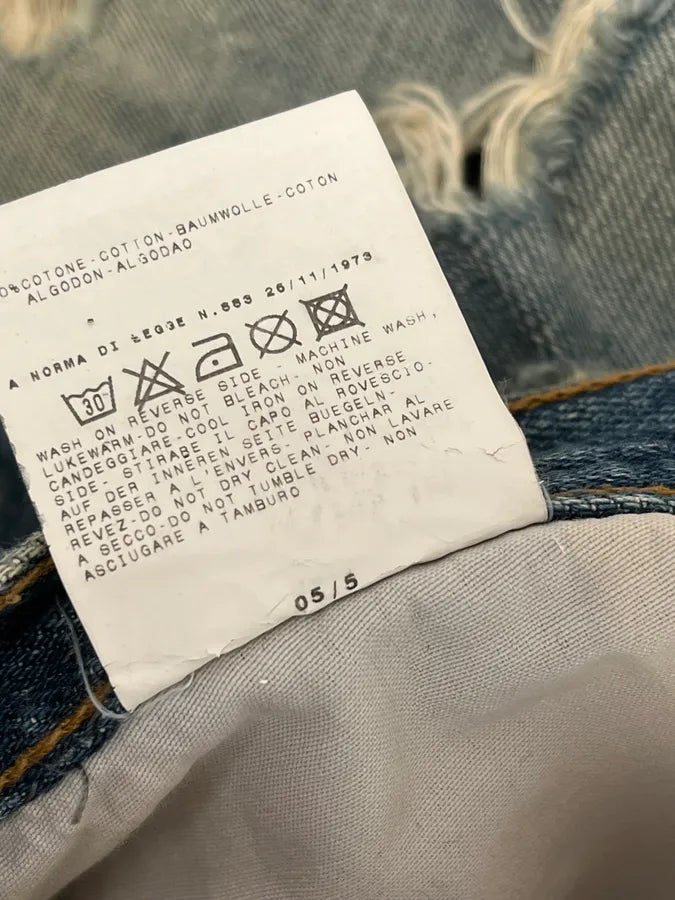 0%COTONE-COTTON-BAUMWOLLE-COTON
ALGODON-ALGODAO
A NORMA DI LEGGE N.883 26/11/1973
30
WASH ON REVERSE SIDE - MACHINE WASH,
LUKEWARM-DO NOT BLEACH- NON
CANDEGGIARE-COOL IRON ON REVERSE
SIDE- STIRABE IL CAPO AL ROVESCIO-
AUF DER INNEREN SEITE BUEGELN-
REPASSER A L'ENVERS- PLANCHAR AL
REVEZ-DO NOT DRY CLEAN- NON LAVARE
A SECCO-DO NOT TUMBLE DRY- NON
ASCIUGARE A TAMBURO
05/5